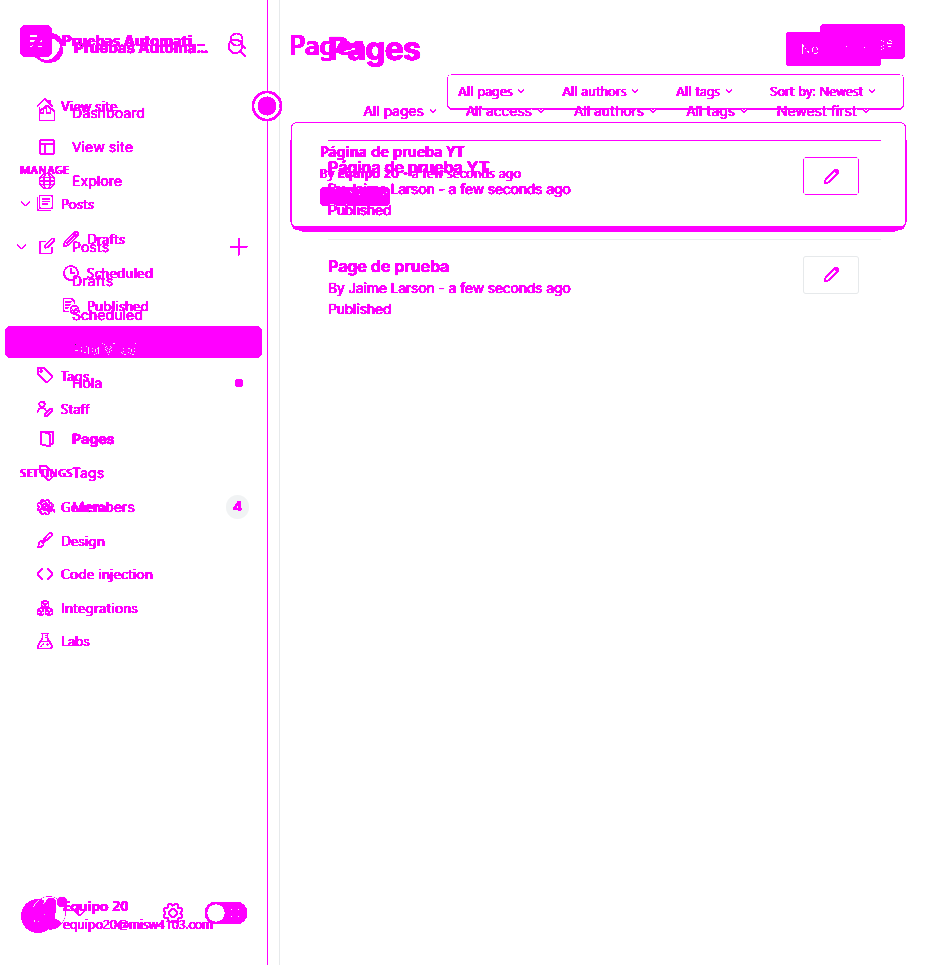 Pruebas Automati...
Pruebas Automa...
View site
Dashboard
View site
MANAGE
Explore
Posts
Drafts
Posts
Scheduled
Drafts
Published
Scheduled
Tags
Hola
Staff
Pages
SETTINGS
Tags
General
Members
4
Design
Code injection
Integrations
Labs
Equipo 20
equipo20@misw4103.com
Pages
Pages
All pages
All authors
All tags
Sort by: Newest
All pages
All access
All authors
All tags
Newest first
Página de prueba YT
Página de prueba YT
By Equipo 20 - a few seconds ago
By Jaime Larson - a few seconds ago
Published
Page de prueba
By Jaime Larson - a few seconds ago
Published